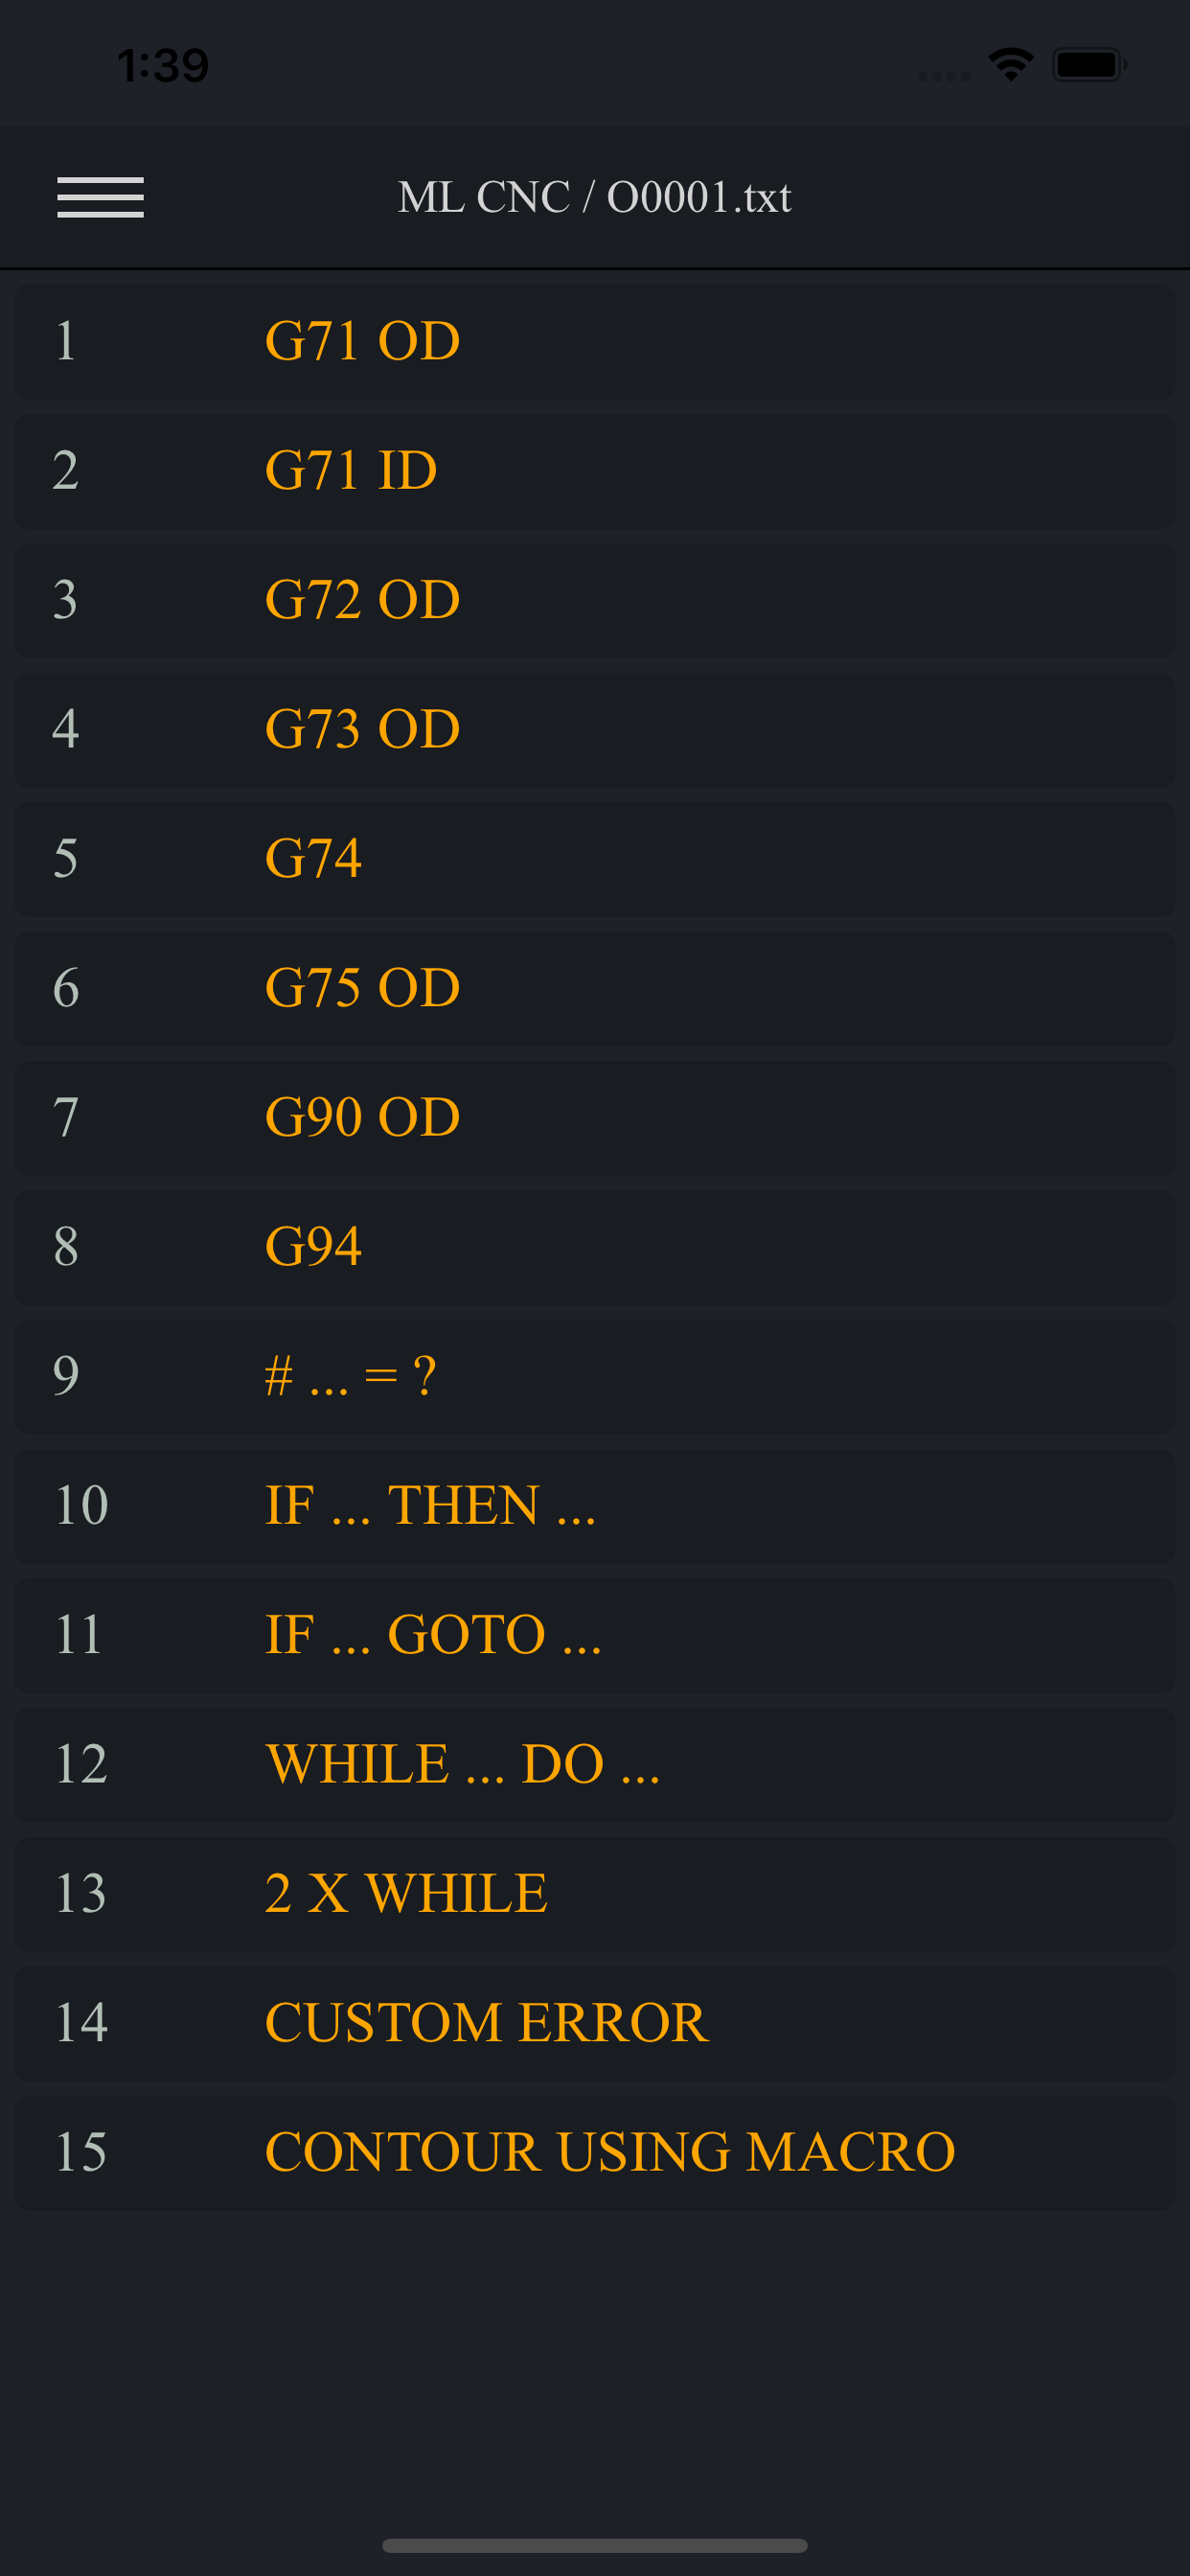 1:39
ML CNC / O0001.txt
1 G71 OD
2 G71 ID
3 G72 OD
4 G73 OD
5 G74
6 G75 OD
7 G90 OD
8 G94
9 # ... = ?
10 IF ... THEN ...
11 IF ... GOTO ...
12 WHILE ... DO ...
13 2 X WHILE
14 CUSTOM ERROR
15 CONTOUR USING MACRO